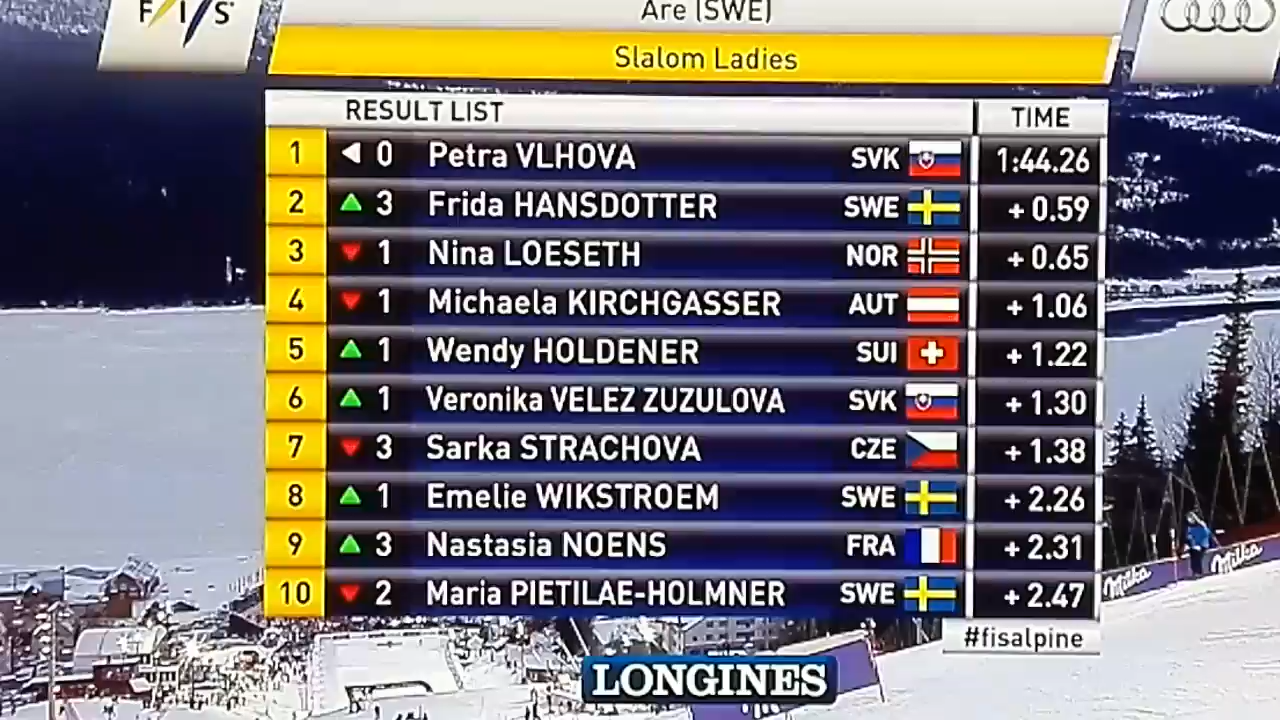 F/I/S
Are (SWE)
Slalom Ladies
RESULT LIST TIME
1 0 Petra VLHOVA SVK 1:44.26
2 3 Frida HANSDOTTER SWE + 0.59
3 1 Nina LOESETH NOR + 0.65
4 1 Michaela KIRCHGASSER AUT + 1.06
5 1 Wendy HOLDENER SUI + 1.22
6 1 Veronika VELEZ ZUZULOVA SVK + 1.30
7 3 Sarka STRACHOVA CZE + 1.38
8 1 Emelie WIKSTROEM SWE + 2.26
9 3 Nastasia NOENS FRA + 2.31
10 2 Maria PIETILAE-HOLMNER SWE + 2.47
Milka Milka
#fisalpine
LONGINES